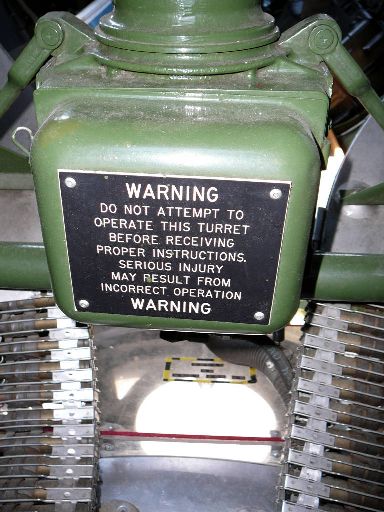 WARNING
DO NOT ATTEMPT TO
OPERATE THIS TURRET
BEFORE RECEIVING
PROPER INSTRUCTIONS.
SERIOUS INJURY
MAY RESULT FROM
INCORRECT OPERATION
WARNING